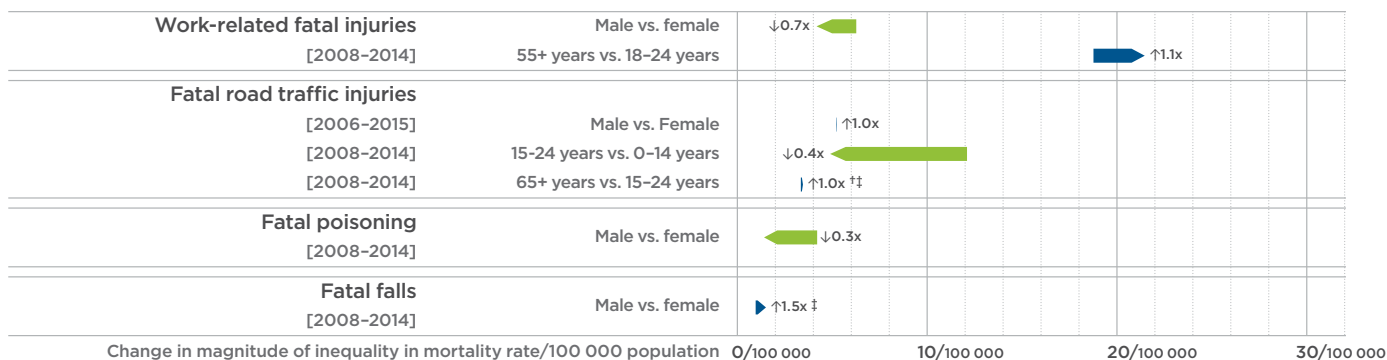 Work-related fatal injuries Male vs. female ↓0.7x
[2008–2014] 55+ years vs. 18–24 years ↑1.1x
Fatal road traffic injuries
[2006–2015] Male vs. Female ↑1.0x
[2008–2014] 15-24 years vs. 0–14 years ↓0.4x
[2008–2014] 65+ years vs. 15–24 years ↑1.0x †‡
Fatal poisoning
Male vs. female ↓0.3x
[2008–2014]
Fatal falls
Male vs. female ↑1.5x ‡
[2008–2014]
Change in magnitude of inequality in mortality rate/100 000 population 0/100 000 10/100 000 20/100 000 30/100 000